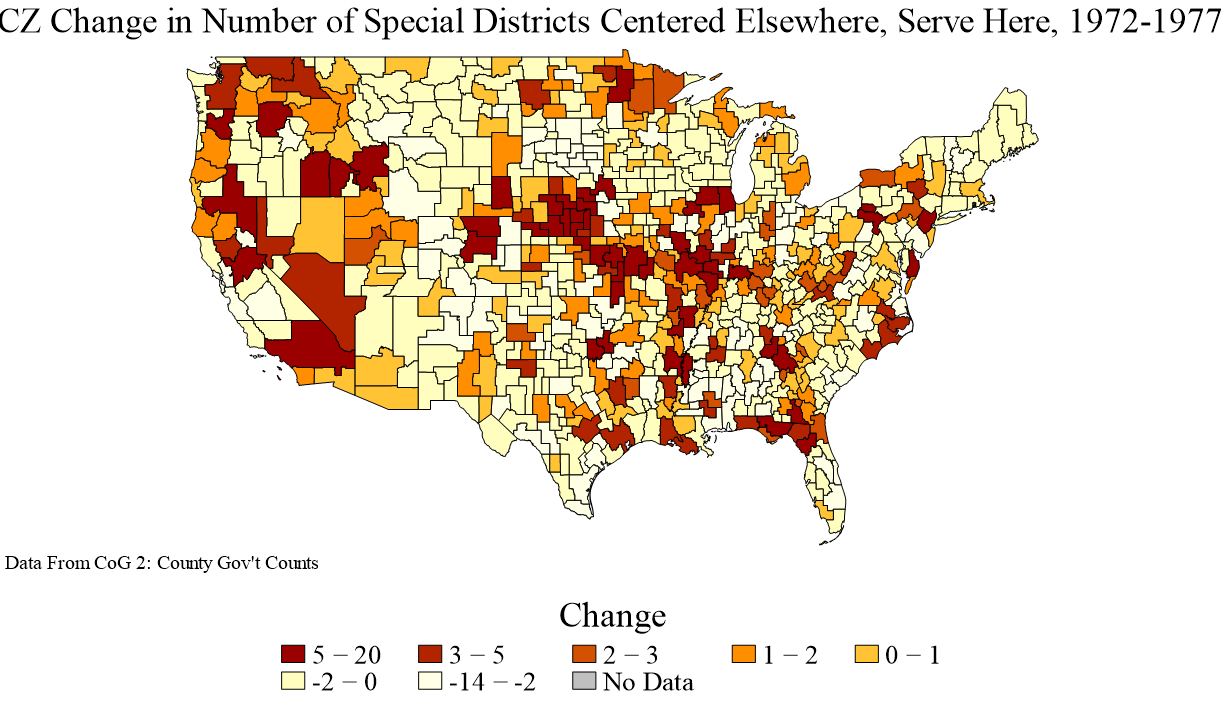 CZ Change in Number of Special Districts Centered Elsewhere, Serve Here, 1972-1977
Data From CoG 2: County Gov't Counts
Change
5 − 20 3 − 5 2 − 3 1 − 2 0 − 1
-2 − 0 -14 − -2 No Data